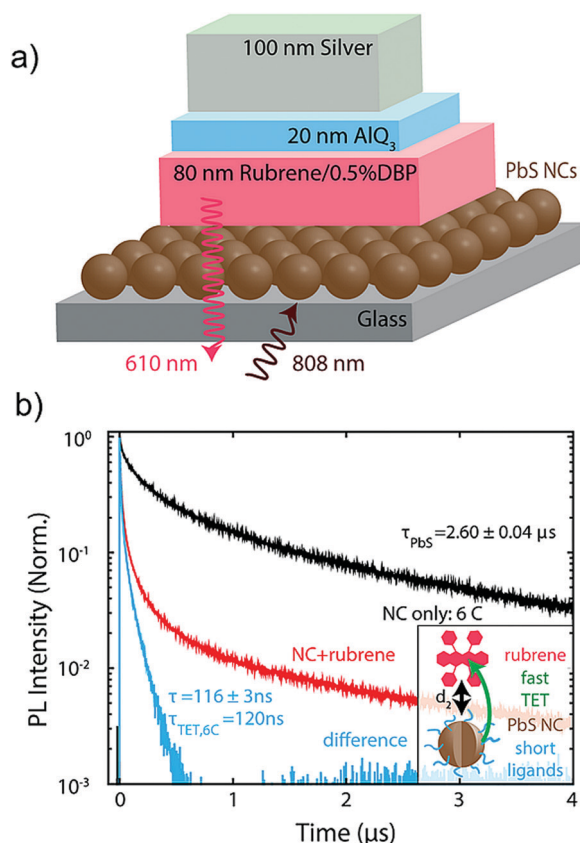 a)
100 nm Silver
20 nm AlQ₃
80 nm Rubrene/0.5%DBP
PbS NCs
Glass
610 nm
808 nm
b)
PL Intensity (Norm.)
10⁰
10⁻¹
10⁻²
10⁻³
τPbS=2.60 ± 0.04 µs
NC only: 6 C
NC+rubrene
τ=116 ± 3ns
τTET,6C =120ns
difference
rubrene
fast
TET
d₂
PbS NC
short
ligands
0
1
2
3
4
Time (µs)